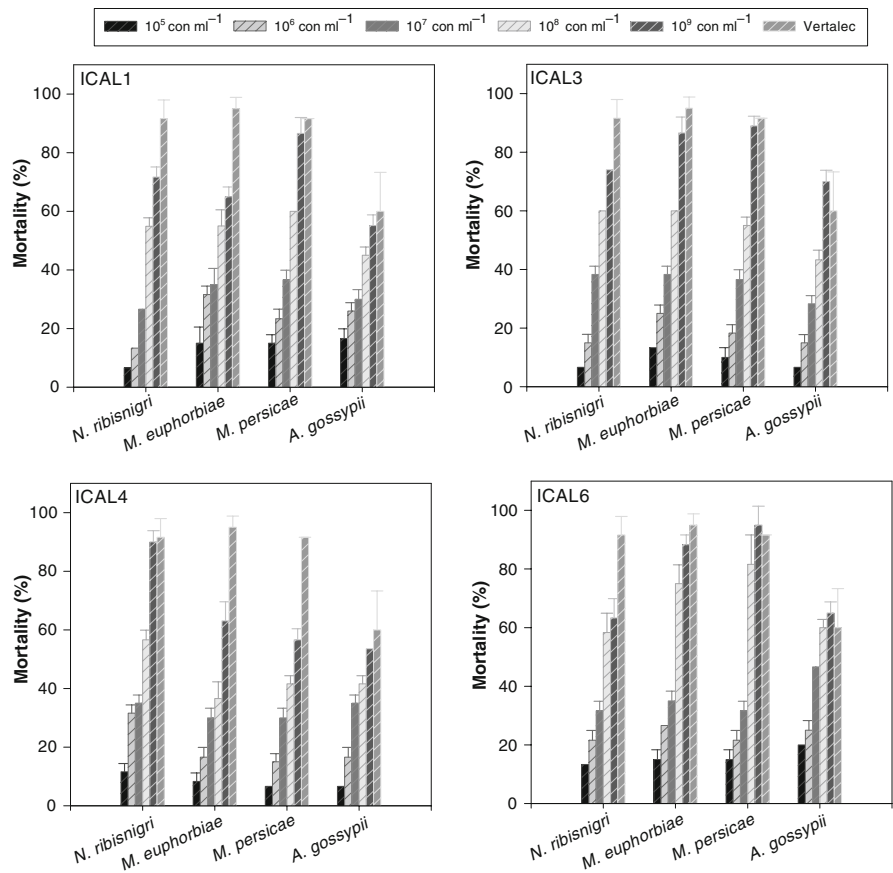 10⁵ con ml⁻¹ 10⁶ con ml⁻¹ 10⁷ con ml⁻¹ 10⁸ con ml⁻¹ 10⁹ con ml⁻¹ Vertalec
ICAL1
Mortality (%)
100
80
60
40
20
0
N. ribisnigri
M. euphorbiae
M. persicae
A. gossypii
ICAL3
Mortality (%)
100
80
60
40
20
0
N. ribisnigri
M. euphorbiae
M. persicae
A. gossypii
ICAL4
Mortality (%)
100
80
60
40
20
0
N. ribisnigri
M. euphorbiae
M. persicae
A. gossypii
ICAL6
Mortality (%)
100
80
60
40
20
0
N. ribisnigri
M. euphorbiae
M. persicae
A. gossypii